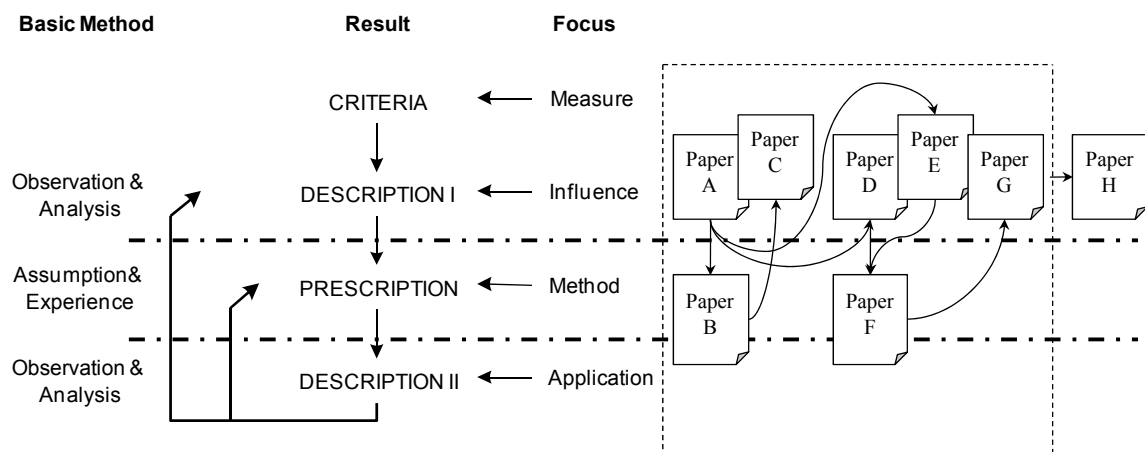 Basic Method Result Focus
CRITERIA Measure
Paper
C
Paper
E
Paper
A
Paper
D
Paper
G
Paper
H
Observation &
Analysis
DESCRIPTION I Influence
Assumption&
Experience
PRESCRIPTION Method
Paper
B
Paper
F
Observation &
Analysis
DESCRIPTION II Application